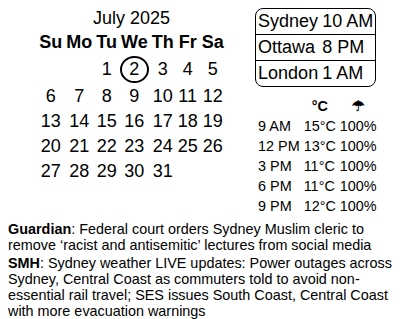 July 2025
Su Mo Tu We Th Fr Sa
1 2 3 4 5
6 7 8 9 10 11 12
13 14 15 16 17 18 19
20 21 22 23 24 25 26
27 28 29 30 31
Sydney 10 AM
Ottawa 8 PM
London 1 AM
°C ☂
9 AM 15°C 100%
12 PM 13°C 100%
3 PM 11°C 100%
6 PM 11°C 100%
9 PM 12°C 100%
Guardian: Federal court orders Sydney Muslim cleric to
remove ‘racist and antisemitic’ lectures from social media
SMH: Sydney weather LIVE updates: Power outages across
Sydney, Central Coast as commuters told to avoid non-
essential rail travel; SES issues South Coast, Central Coast
with more evacuation warnings